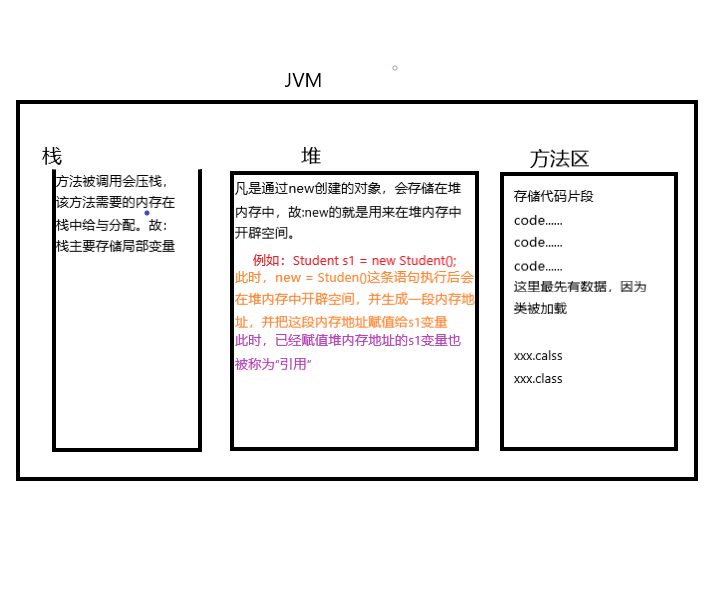 JVM
栈
方法被调用会压栈，
该方法需要的内存在
栈中给与分配。故：
栈主要存储局部变量
堆
凡是通过new创建的对象，会存储在堆
内存中，故:new的就是用来在堆内存中
开辟空间。
例如：Student s1 = new Student();
此时，new = Studen()这条语句执行后会
在堆内存中开辟空间，并生成一段内存地
址，并把这段内存地址赋值给s1变量
此时，已经赋值堆内存地址的s1变量也
被称为“引用”
方法区
存储代码片段
code......
code......
code......
这里最先有数据，因为
类被加载
xxx.calss
xxx.class